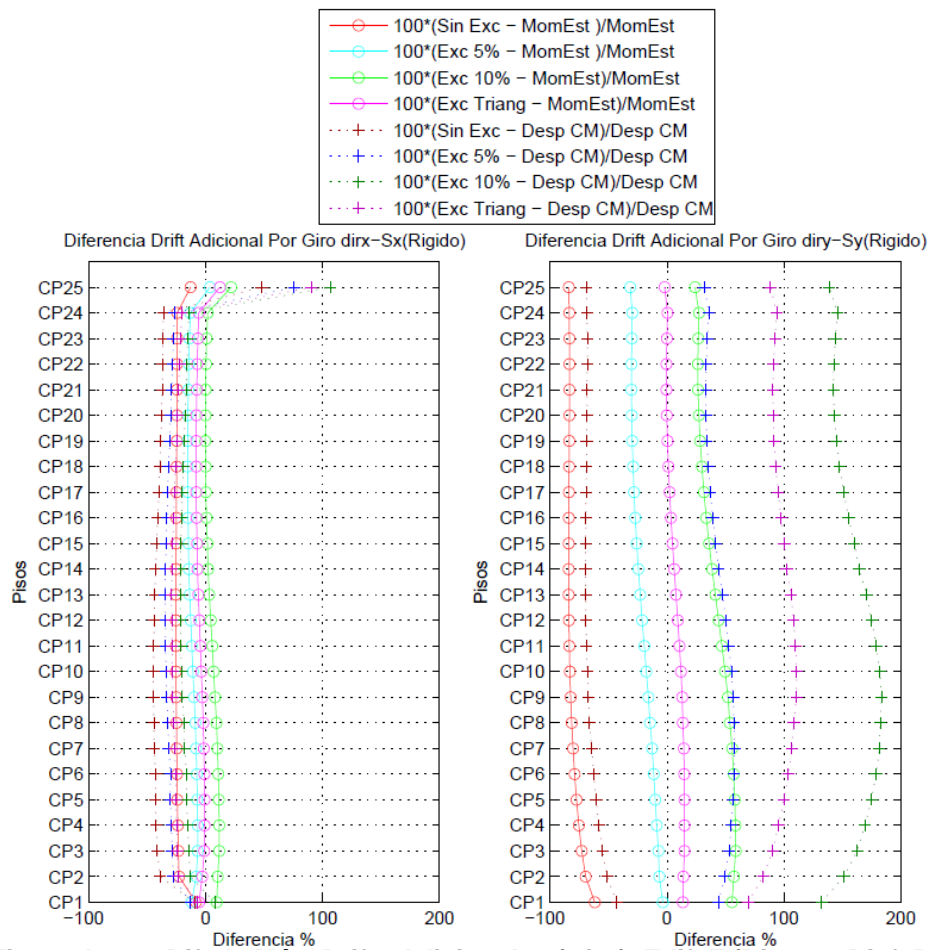 100*(Sin Exc − MomEst )/MomEst
100*(Exc 5% − MomEst )/MomEst
100*(Exc 10% − MomEst)/MomEst
100*(Exc Triang − MomEst)/MomEst
100*(Sin Exc − Desp CM)/Desp CM
100*(Exc 5% − Desp CM)/Desp CM
100*(Exc 10% − Desp CM)/Desp CM
100*(Exc Triang − Desp CM)/Desp CM
Diferencia Drift Adicional Por Giro dirx−Sx(Rigido)
CP25
CP24
CP23
CP22
CP21
CP20
CP19
CP18
CP17
CP16
CP15
CP14
CP13
CP12
CP11
CP10
CP9
CP8
CP7
CP6
CP5
CP4
CP3
CP2
CP1
Pisos
−100 0 100 200
Diferencia %
Diferencia Drift Adicional Por Giro diry−Sy(Rigido)
CP25
CP24
CP23
CP22
CP21
CP20
CP19
CP18
CP17
CP16
CP15
CP14
CP13
CP12
CP11
CP10
CP9
CP8
CP7
CP6
CP5
CP4
CP3
CP2
CP1
Pisos
−100 0 100 200
Diferencia %